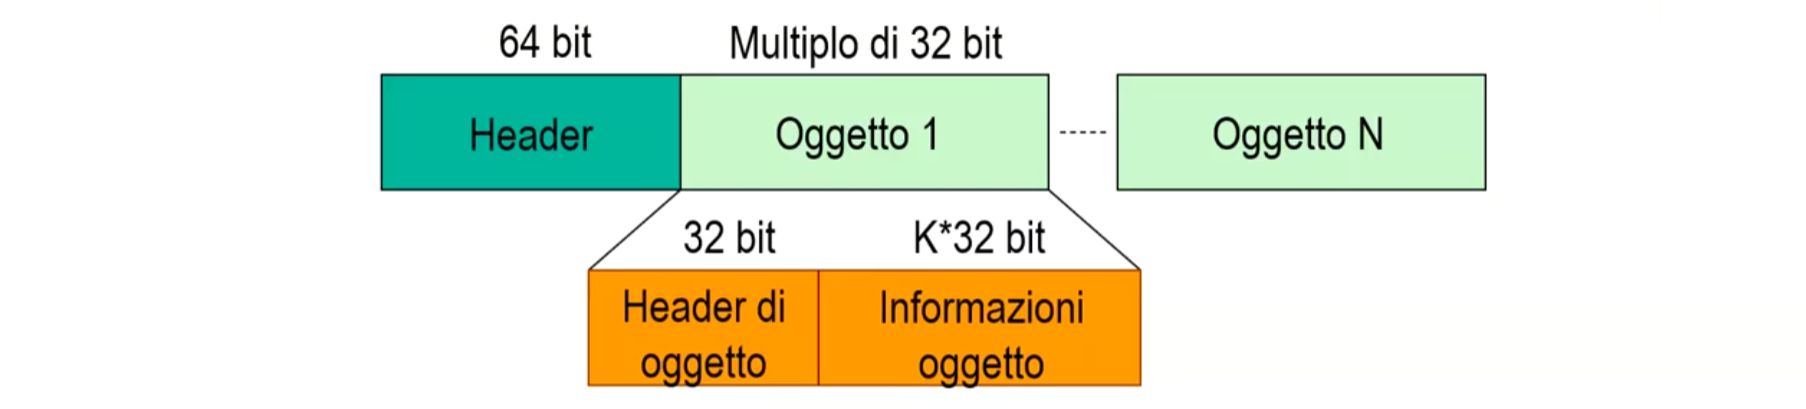 64 bit
Multiplo di 32 bit
Header
Oggetto 1
Oggetto N
32 bit
K*32 bit
Header di
oggetto
Informazioni
oggetto